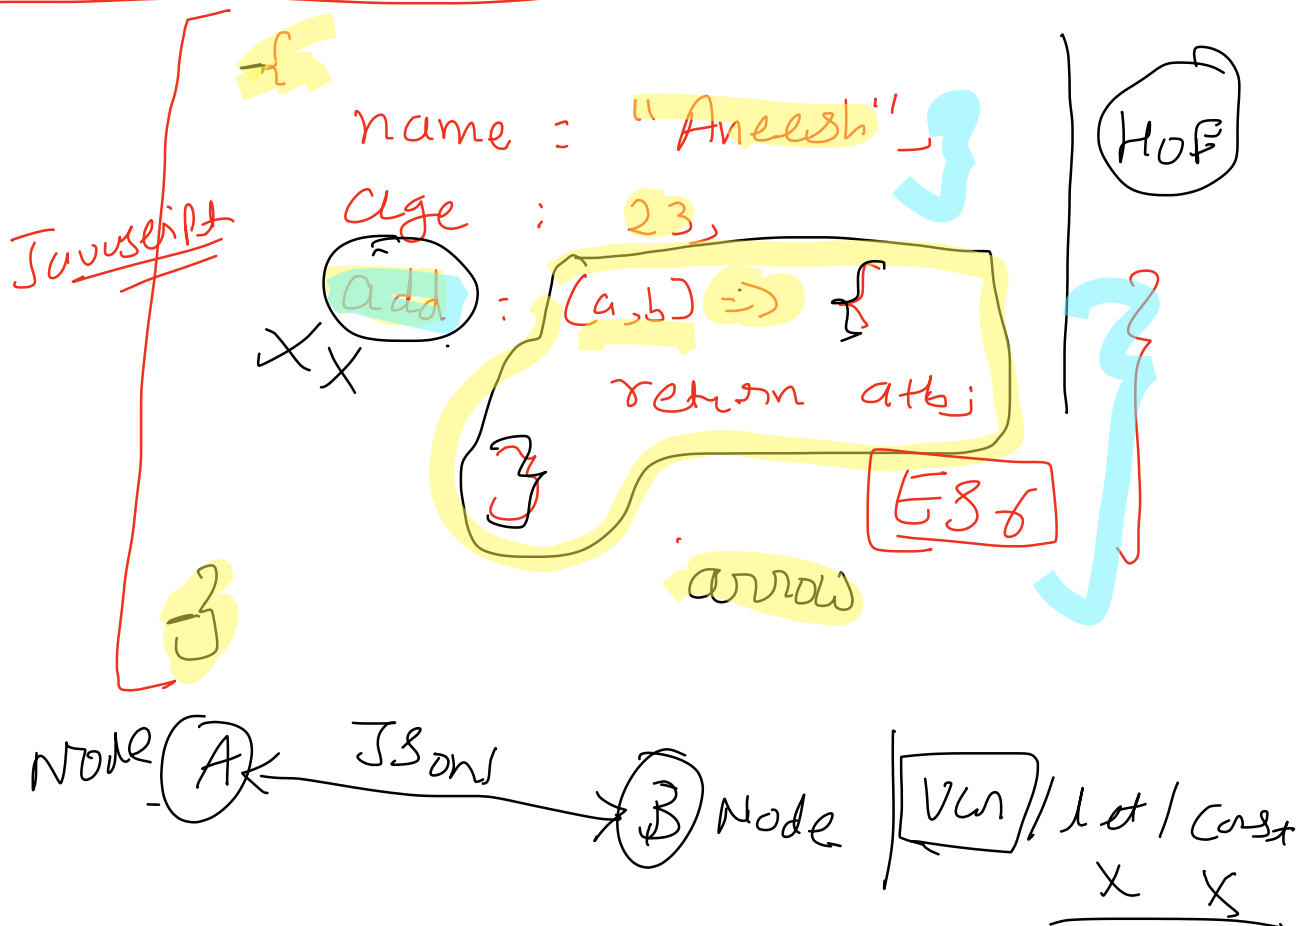 {
name : "Aneesh",
HOF
age : 23,
Javascript
add : (a,b) => {
}
return a+b;
}
ES6
arrow
}
Node A JSON B Node
Var / let / const
X X
X X